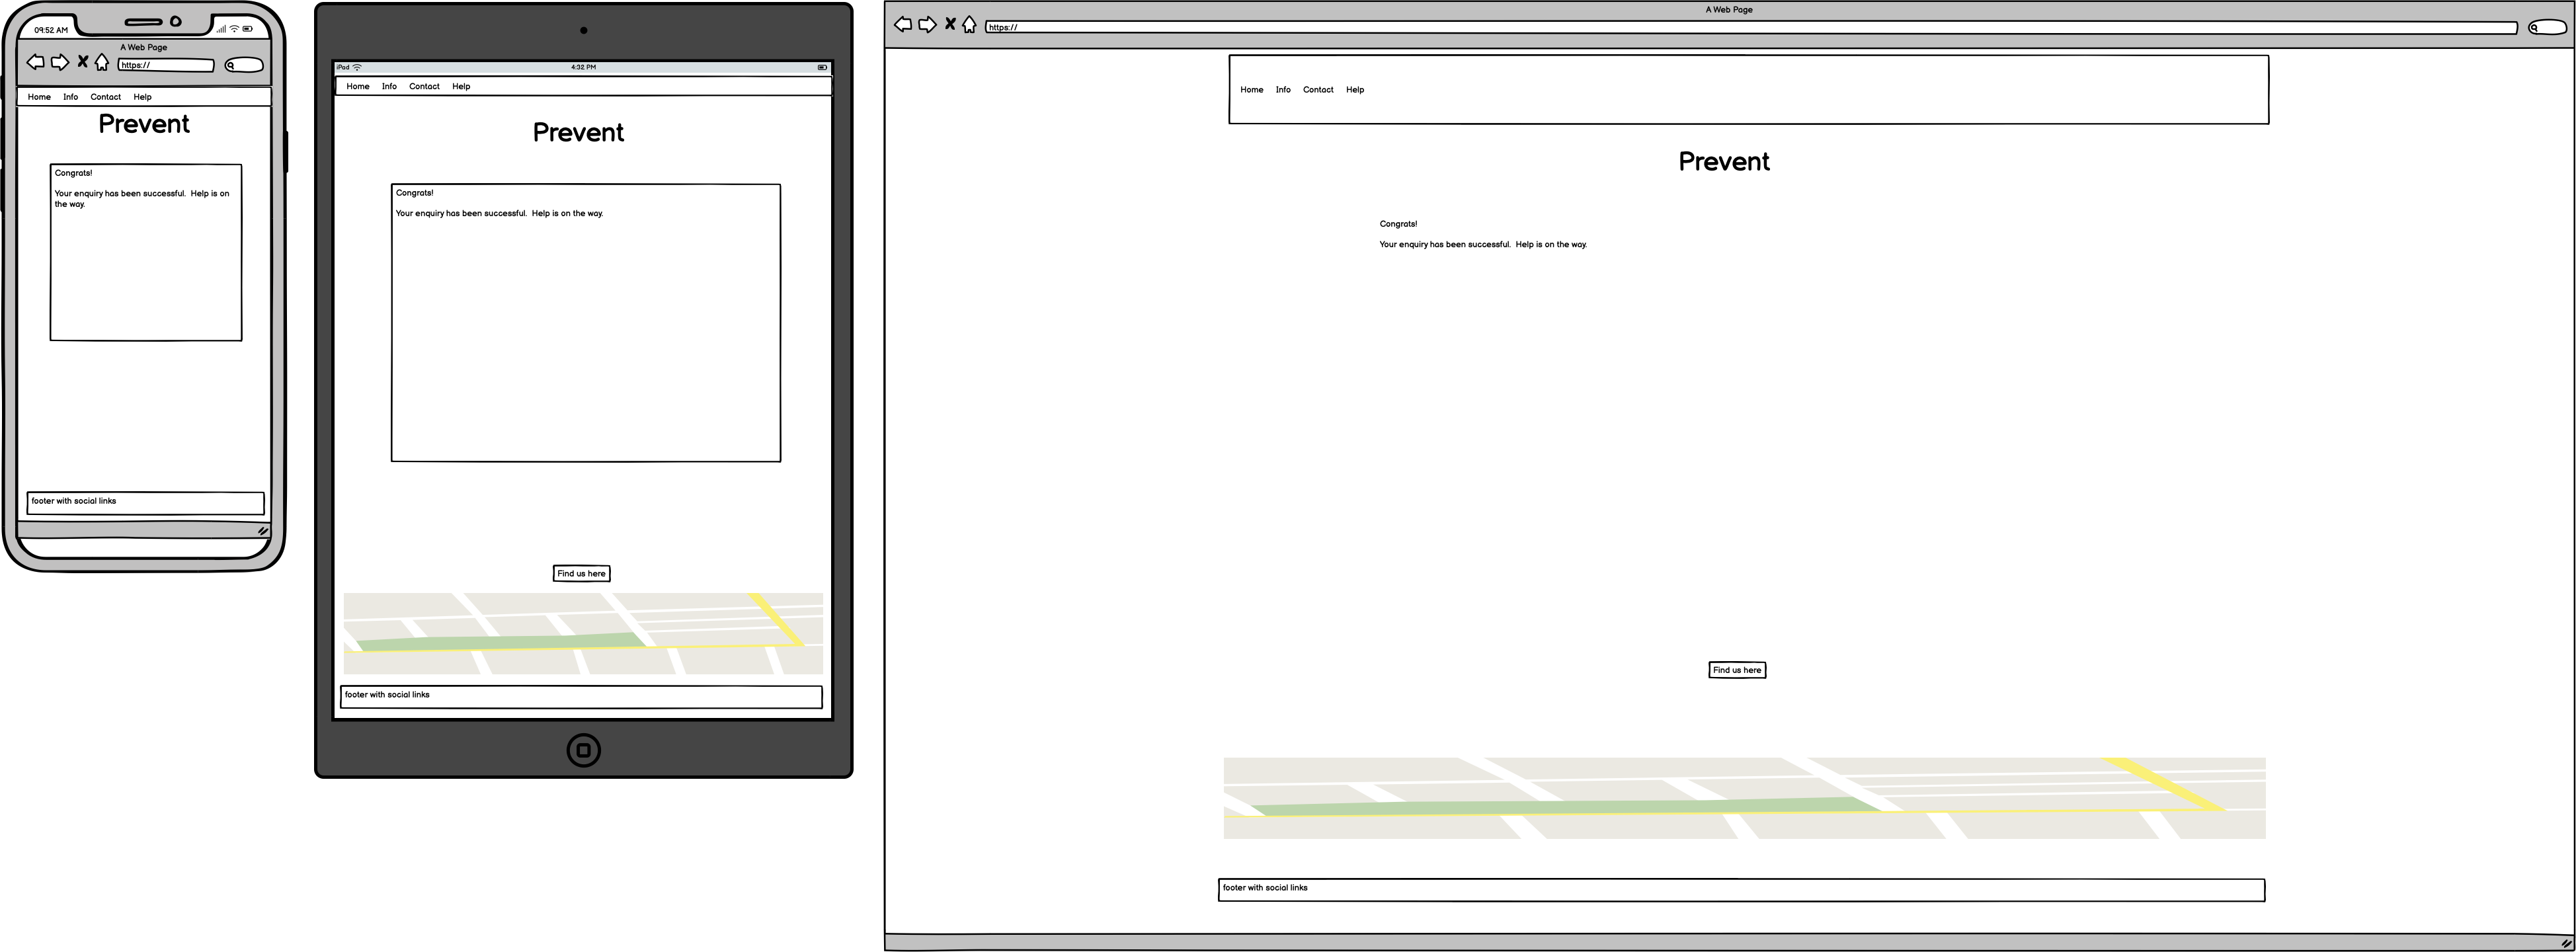 09:52 AM
A Web Page
https://
Home Info Contact Help
Prevent
Congrats!
Your enquiry has been successful. Help is on
the way.
footer with social links
iPad
4:32 PM
Home Info Contact Help
Prevent
Congrats!
Your enquiry has been successful. Help is on the way.
Find us here
footer with social links
A Web Page
https://
Home Info Contact Help
Prevent
Congrats!
Your enquiry has been successful. Help is on the way.
Find us here
footer with social links